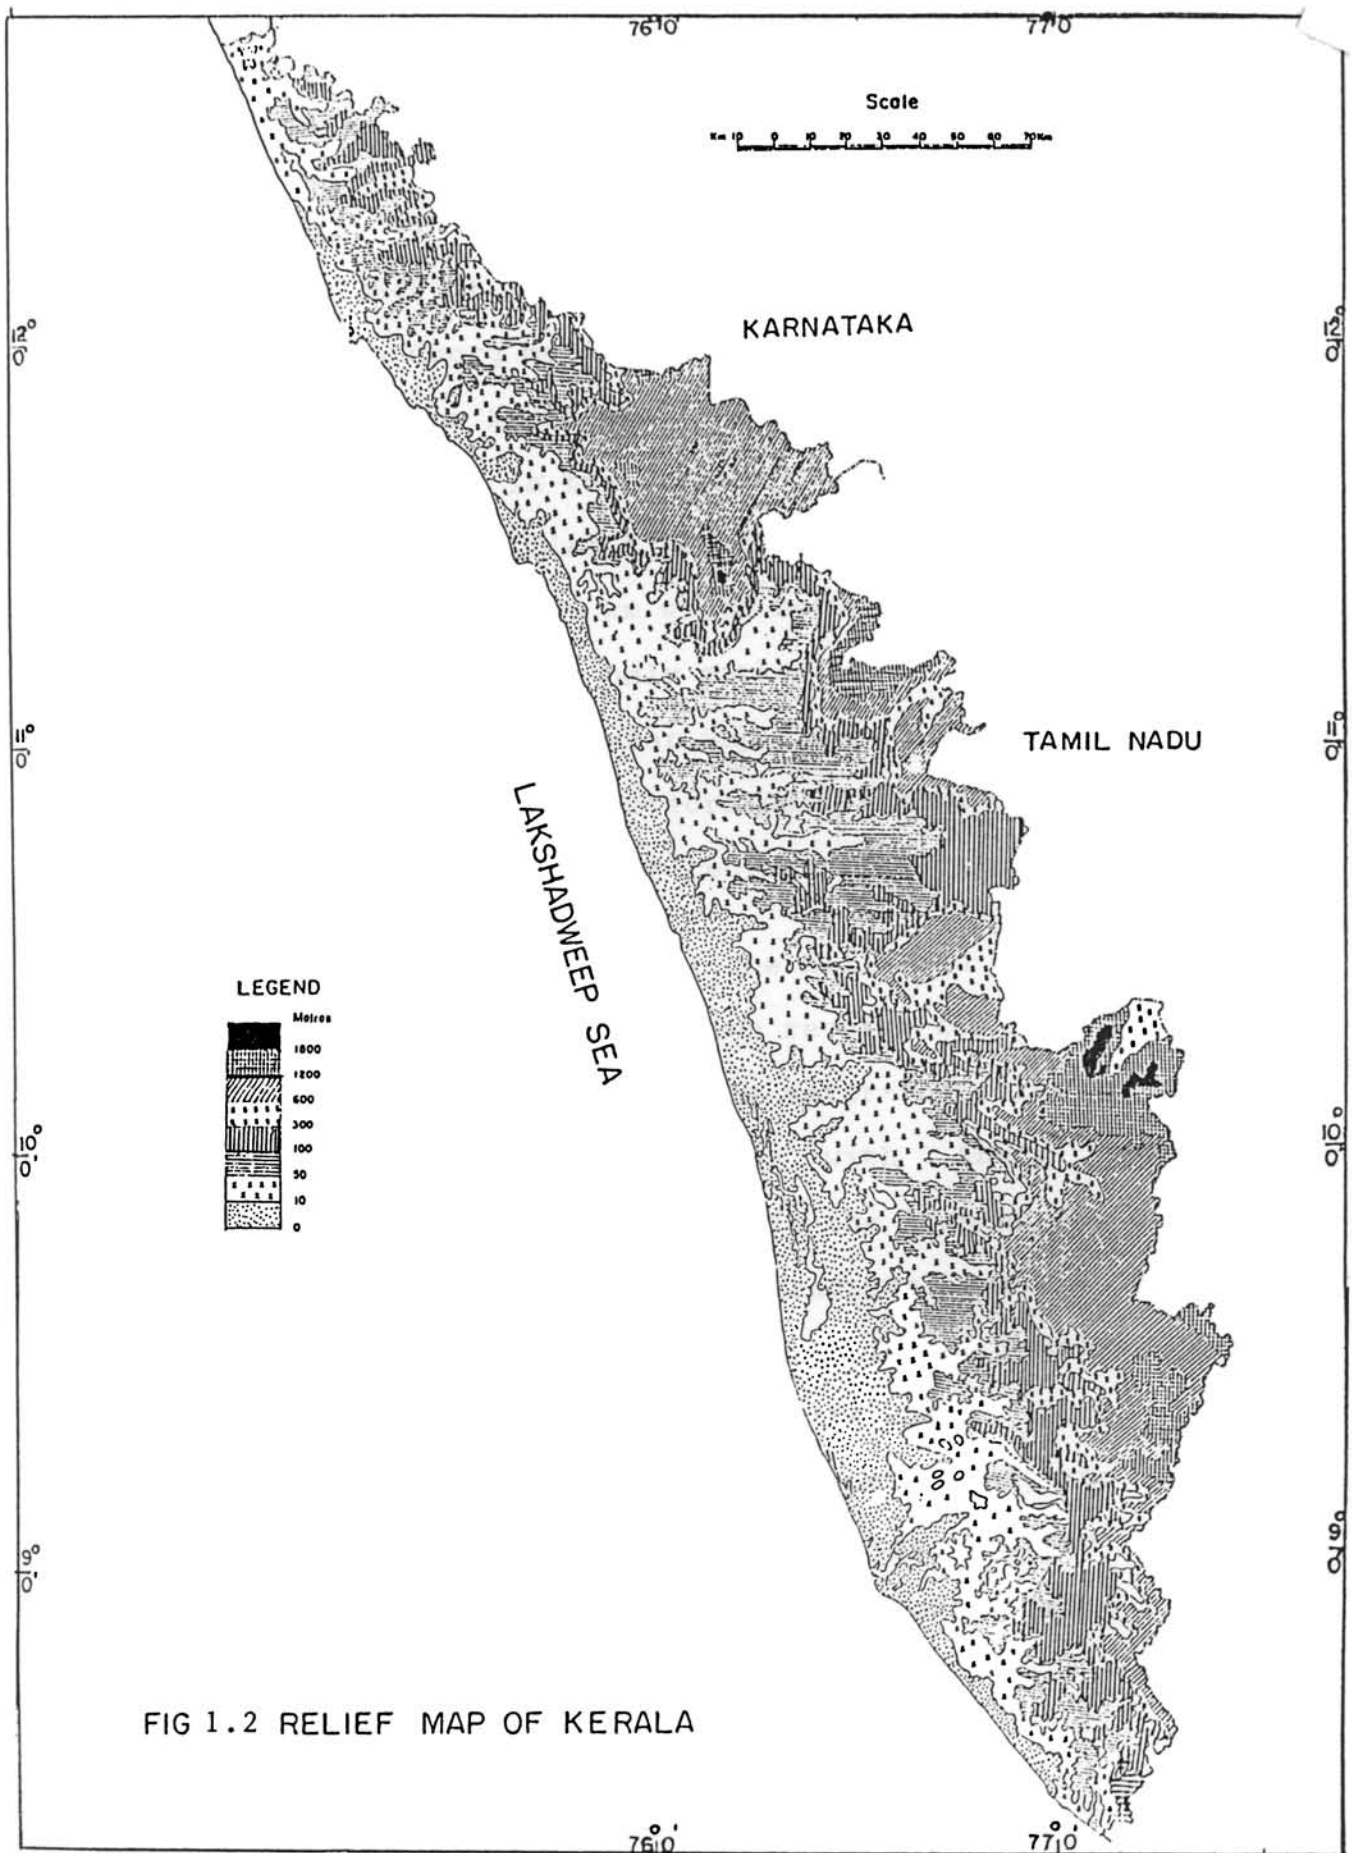 76°0' 77°0'
Scale
Km 10 0 10 20 30 40 50 60 70 Km
12° 0' KARNATAKA 12° 0'
11° 0' TAMIL NADU 11° 0'
LAKSHADWEEP SEA
LEGEND
Metres
1800
1200
600
300
100
50
10
0
10° 0' 10° 0'
9° 0' 9° 0'
FIG 1.2 RELIEF MAP OF KERALA
76°0' 77°0'